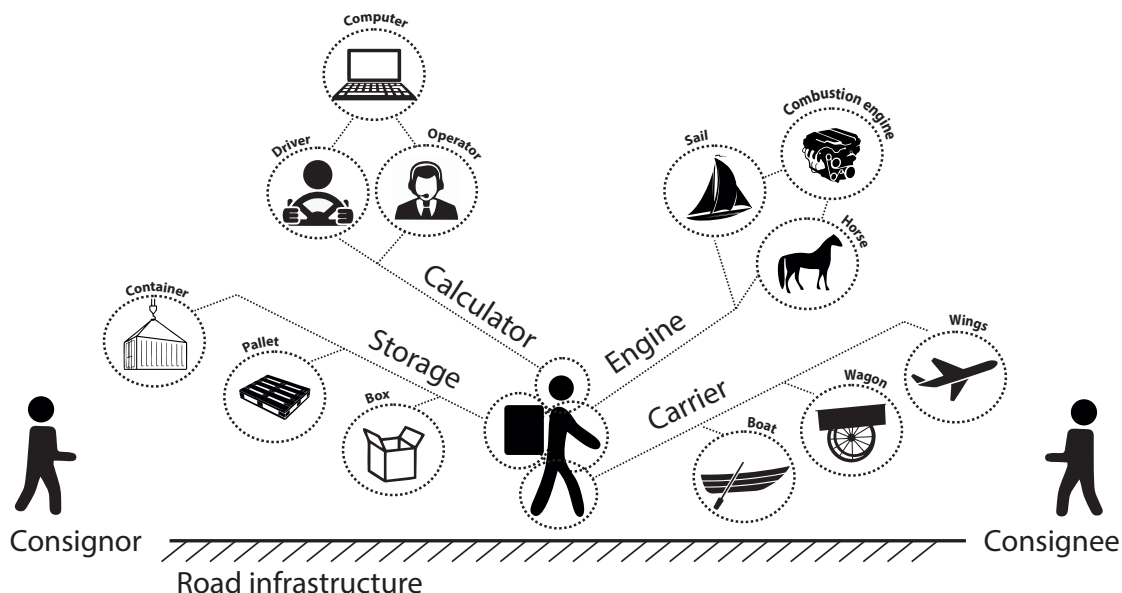 Computer
Driver
Operator
Sail
Combustion engine
Horse
Calculator
Engine
Container
Pallet
Box
Storage
Carrier
Boat
Wagon
Wings
Consignor
Consignee
Road infrastructure